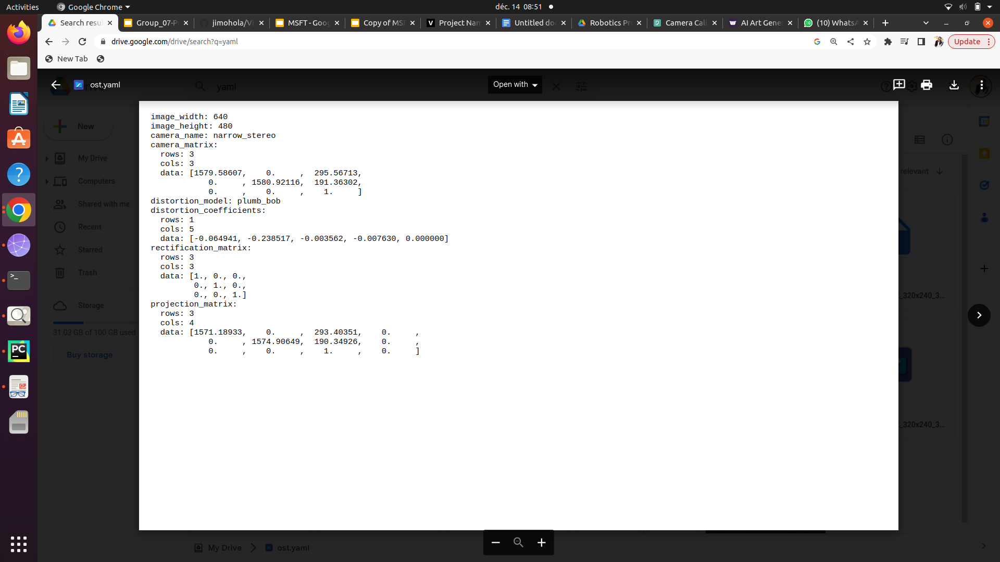 Activities
Google Chrome
déc. 14 08:51
Search resu
Group_07-P
jimohola/Vi
MSFT - Goog
Copy of MSF
Project Nam
Untitled do
Robotics Pr
Camera Cali
AI Art Gener
(10) WhatsA
drive.google.com/drive/search?q=yaml
Update
New Tab
ost.yaml
yaml
Open with
New
My Drive
Computers
Shared with me
Recent
Starred
Trash
Storage
31.03 GB of 100 GB used
Buy storage
relevant
_320x240_3...
_320x240_3...
image_width: 640
image_height: 480
camera_name: narrow_stereo
camera_matrix:
  rows: 3
  cols: 3
  data: [1579.58607,    0.     ,  295.56713,
            0.     , 1580.92116,  191.36302,
            0.     ,    0.     ,    1.     ]
distortion_model: plumb_bob
distortion_coefficients:
  rows: 1
  cols: 5
  data: [-0.064941, -0.238517, -0.003562, -0.007630, 0.000000]
rectification_matrix:
  rows: 3
  cols: 3
  data: [1., 0., 0.,
         0., 1., 0.,
         0., 0., 1.]
projection_matrix:
  rows: 3
  cols: 4
  data: [1571.18933,    0.     ,  293.40351,    0.     ,
            0.     , 1574.90649,  190.34926,    0.     ,
            0.     ,    0.     ,    1.     ,    0.     ]
My Drive
ost.yaml